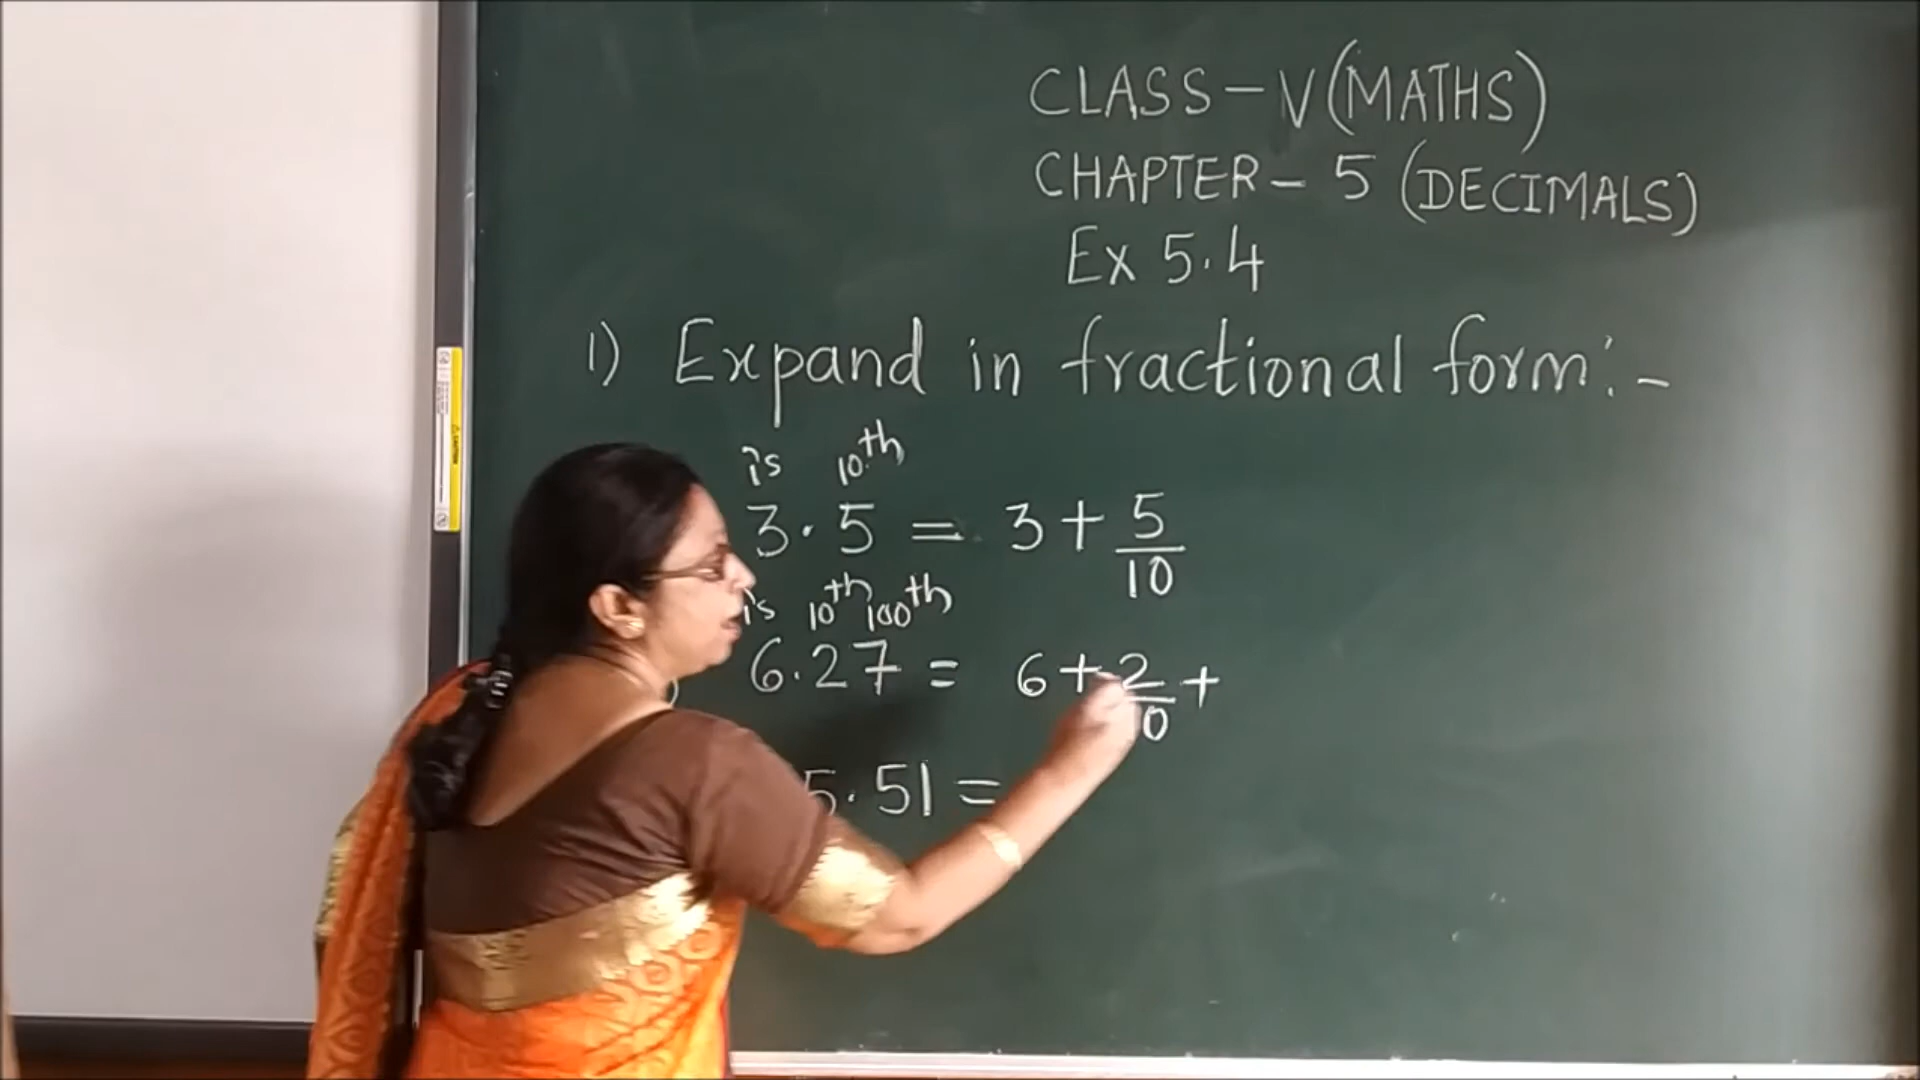 CLASS - V (MATHS)
CHAPTER - 5 (DECIMALS)
Ex 5.4
1) Expand in fractional form:-
is 10th
3.5 = 3 + 5/10
is 10th 100th
6.27 = 6 + 2/10 +
5.51 =